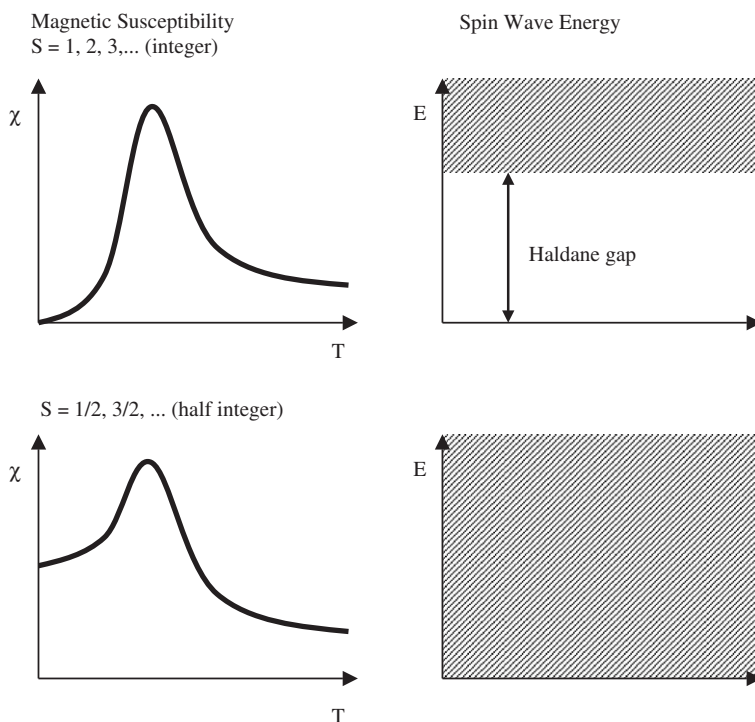 Magnetic Susceptibility
S = 1, 2, 3,... (integer)
Spin Wave Energy
χ
T
E
Haldane gap
S = 1/2, 3/2, ... (half integer)
χ
T
E